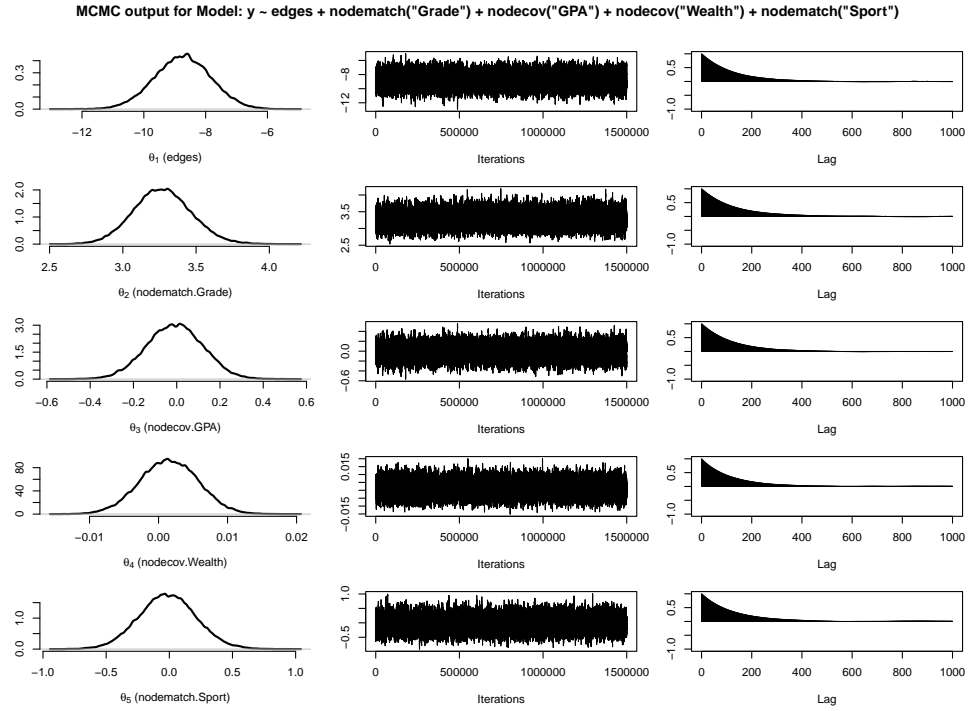 MCMC output for Model: y ~ edges + nodematch("Grade") + nodecov("GPA") + nodecov("Wealth") + nodematch("Sport")
0.0 0.3
−12 −10 −8 −6
θ1 (edges)
−12 −8
0 500000 1000000 1500000
Iterations
−1.0 0.5
0 200 400 600 800 1000
Lag
0.0 1.0 2.0
2.5 3.0 3.5 4.0
θ2 (nodematch.Grade)
2.5 3.5
0 500000 1000000 1500000
Iterations
−1.0 0.5
0 200 400 600 800 1000
Lag
0.0 1.5 3.0
−0.6 −0.4 −0.2 0.0 0.2 0.4 0.6
θ3 (nodecov.GPA)
−0.6 0.0
0 500000 1000000 1500000
Iterations
−1.0 0.5
0 200 400 600 800 1000
Lag
0 40 80
−0.01 0.00 0.01 0.02
θ4 (nodecov.Wealth)
−0.015 0.015
0 500000 1000000 1500000
Iterations
−1.0 0.5
0 200 400 600 800 1000
Lag
0.0 1.0
−1.0 −0.5 0.0 0.5 1.0
θ5 (nodematch.Sport)
−0.5 1.0
0 500000 1000000 1500000
Iterations
−1.0 0.5
0 200 400 600 800 1000
Lag